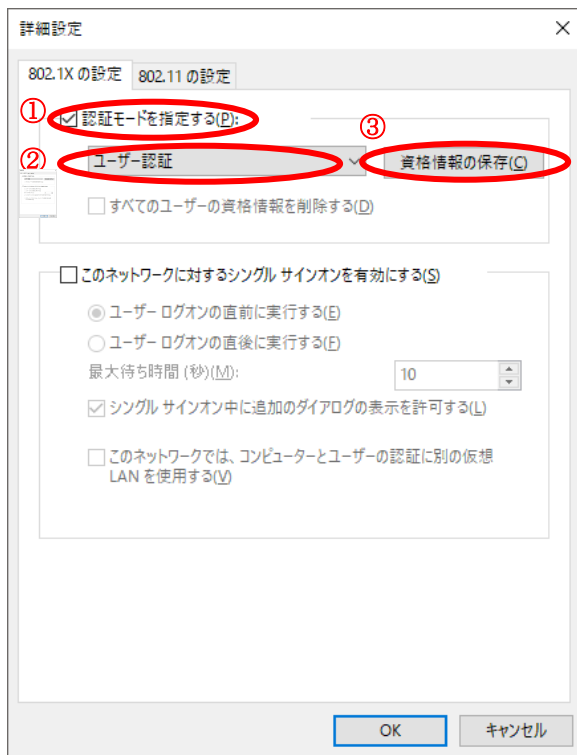 詳細設定
802.1X の設定 802.11 の設定
① 認証モードを指定する(P): ③
② ユーザー認証 資格情報の保存(C)
すべてのユーザーの資格情報を削除する(D)
このネットワークに対するシングル サインオンを有効にする(S)
ユーザー ログオンの直前に実行する(E)
ユーザー ログオンの直後に実行する(F)
最大待ち時間 (秒)(M): 10
シングル サインオン中に追加のダイアログの表示を許可する(L)
このネットワークでは、コンピューターとユーザーの認証に別の仮想
LAN を使用する(V)
OK キャンセル